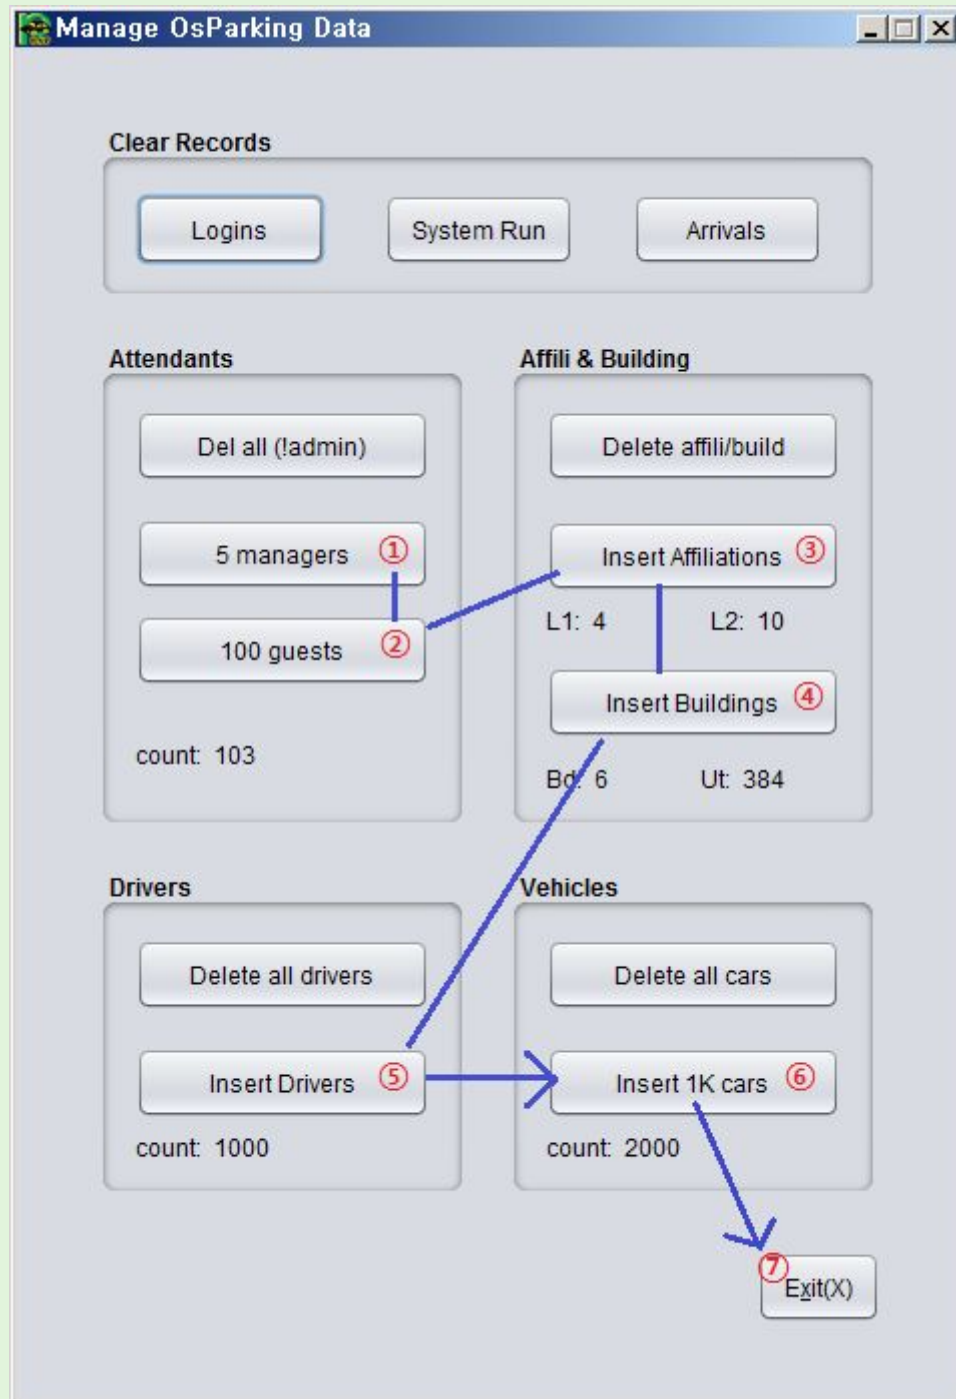 Manage OsParking Data
Clear Records
Logins
System Run
Arrivals
Attendants
Del all (!admin)
5 managers ①
100 guests ②
count: 103
Affili & Building
Delete affili/build
Insert Affiliations ③
L1: 4 L2: 10
Insert Buildings ④
Bd: 6 Ut: 384
Drivers
Delete all drivers
Insert Drivers ⑤
count: 1000
Vehicles
Delete all cars
Insert 1K cars ⑥
count: 2000
⑦
Exit(X)